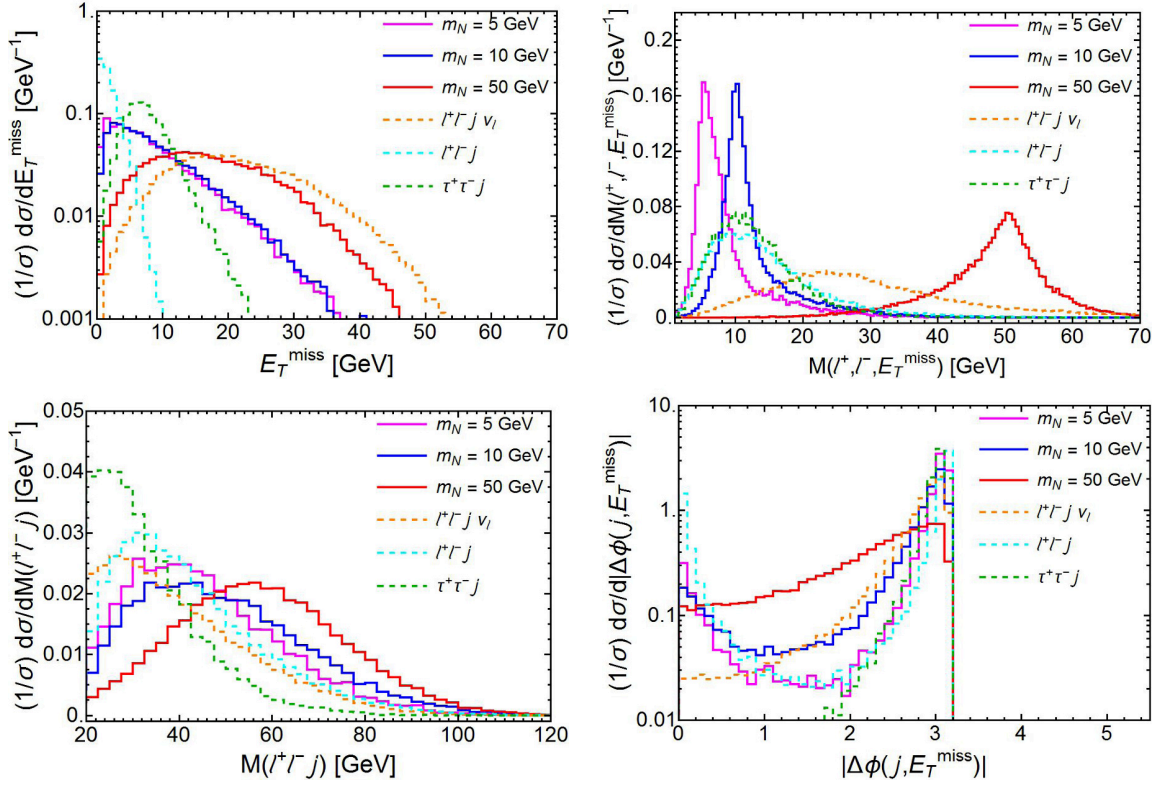 (1/σ) dσ/dE_T^miss [GeV⁻¹]
1
0.1
0.01
0.001
0 10 20 30 40 50 60 70
E_T^miss [GeV]
m_N = 5 GeV
m_N = 10 GeV
m_N = 50 GeV
l⁺l⁻ j ν_l
l⁺l⁻ j
τ⁺τ⁻ j
(1/σ) dσ/dM(l⁺,l⁻,E_T^miss) [GeV⁻¹]
0.2
0.16
0.12
0.08
0.04
0.
10 20 30 40 50 60 70
M(l⁺,l⁻,E_T^miss) [GeV]
m_N = 5 GeV
m_N = 10 GeV
m_N = 50 GeV
l⁺l⁻ j ν_l
l⁺l⁻ j
τ⁺τ⁻ j
(1/σ) dσ/dM(l⁺l⁻ j) [GeV⁻¹]
0.05
0.04
0.03
0.02
0.01
0.
20 40 60 80 100 120
M(l⁺l⁻ j) [GeV]
m_N = 5 GeV
m_N = 10 GeV
m_N = 50 GeV
l⁺l⁻ j ν_l
l⁺l⁻ j
τ⁺τ⁻ j
(1/σ) dσ/d|Δϕ(j,E_T^miss)|
10.
1
0.1
0.01
0 1 2 3 4 5
|Δϕ(j,E_T^miss)|
m_N = 5 GeV
m_N = 10 GeV
m_N = 50 GeV
l⁺l⁻ j ν_l
l⁺l⁻ j
τ⁺τ⁻ j